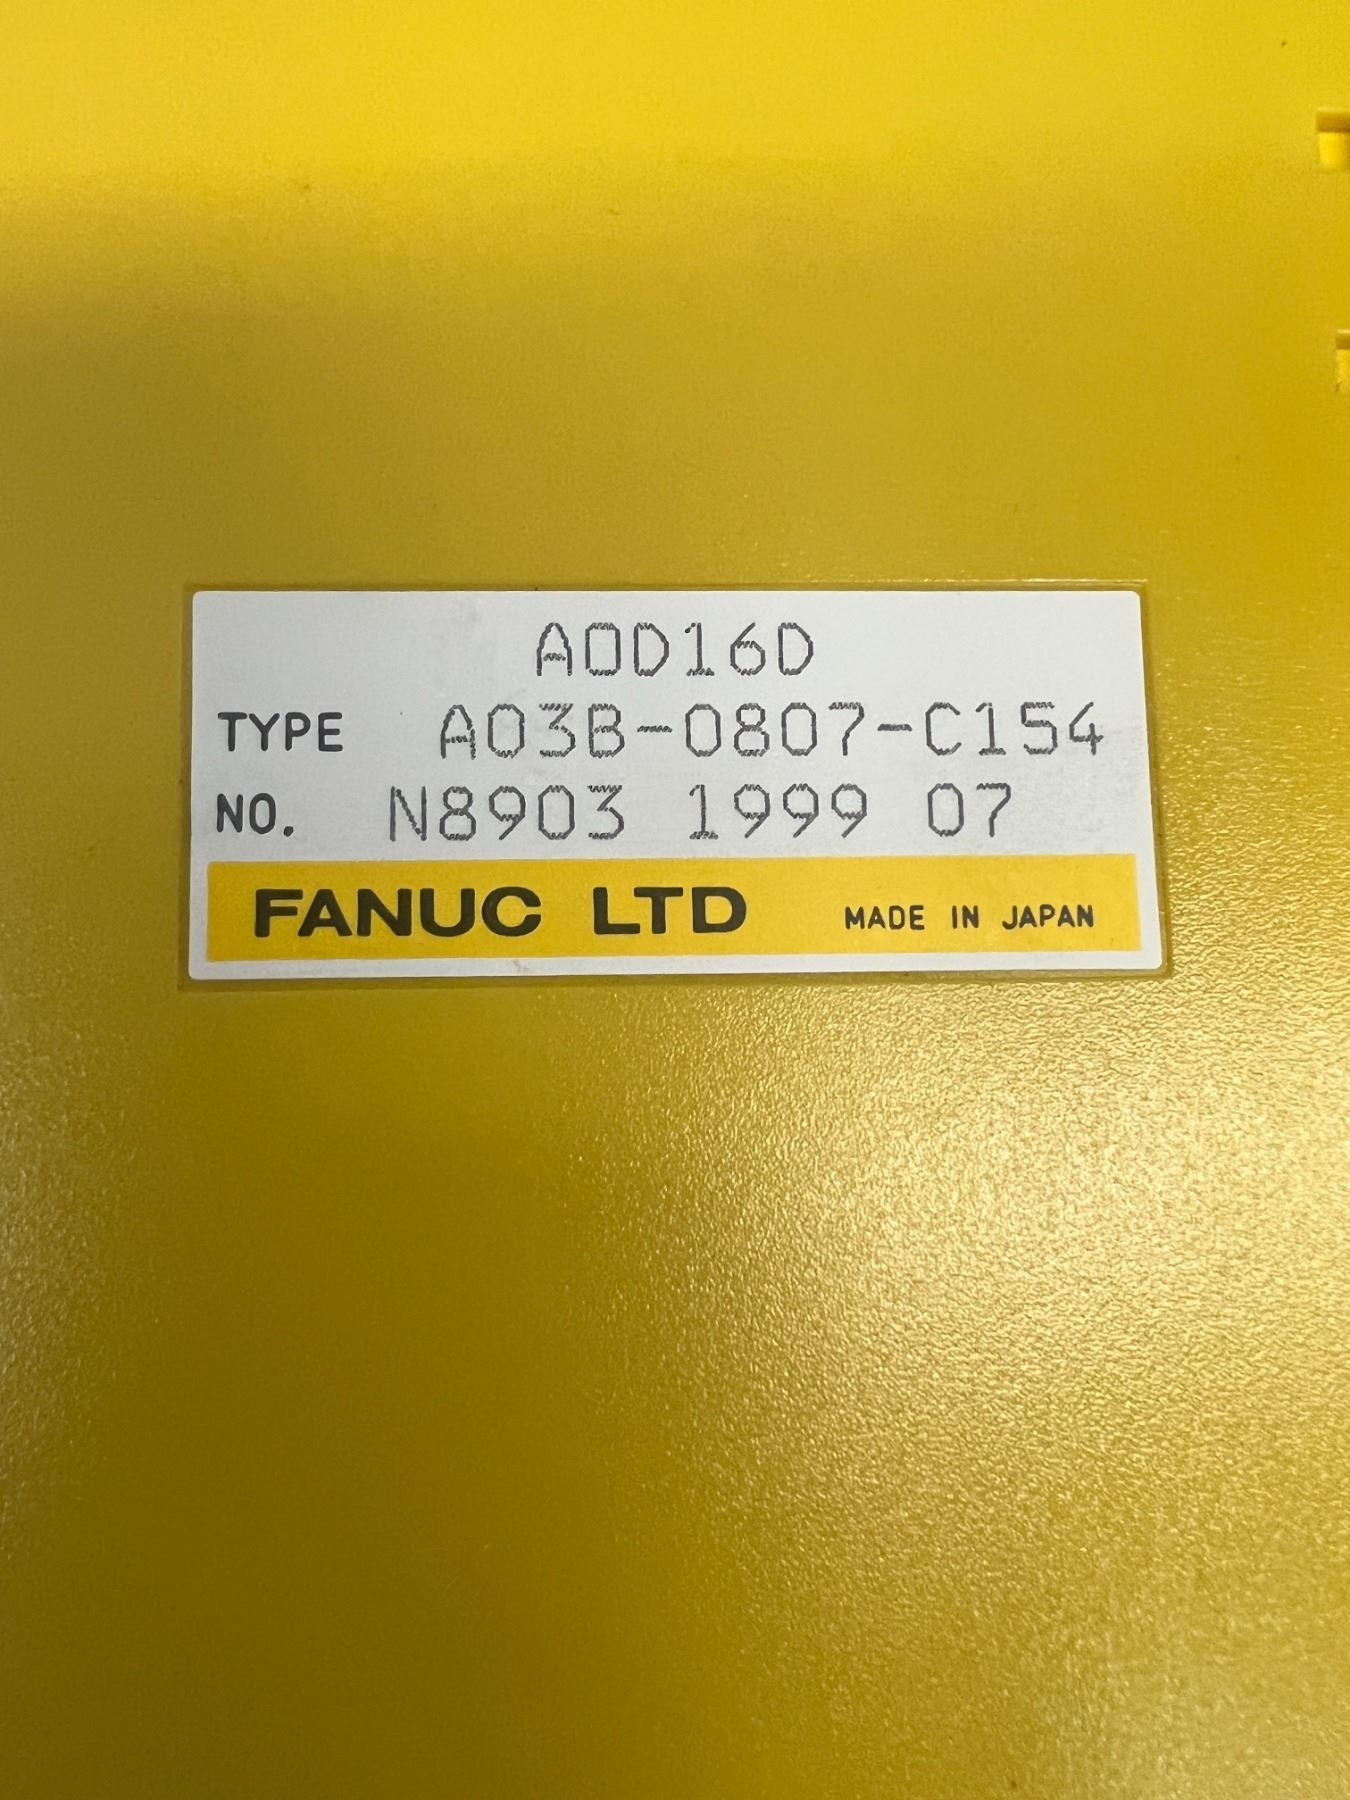 AOD16D
TYPE A03B-0807-C154
NO. N8903 1999 07
FANUC LTD MADE IN JAPAN